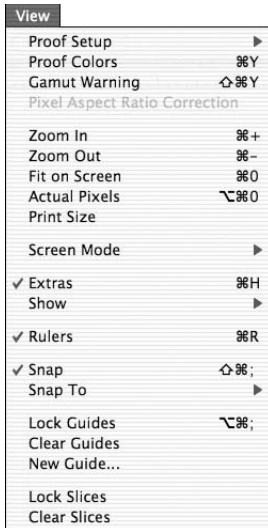 View
Proof Setup ▶
Proof Colors ⌘Y
Gamut Warning ⇧⌘Y
Pixel Aspect Ratio Correction
Zoom In ⌘+
Zoom Out ⌘–
Fit on Screen ⌘0
Actual Pixels ⌥⌘0
Print Size
Screen Mode ▶
✓ Extras ⌘H
Show ▶
✓ Rulers ⌘R
✓ Snap ⇧⌘;
Snap To ▶
Lock Guides ⌥⌘;
Clear Guides
New Guide...
Lock Slices
Clear Slices